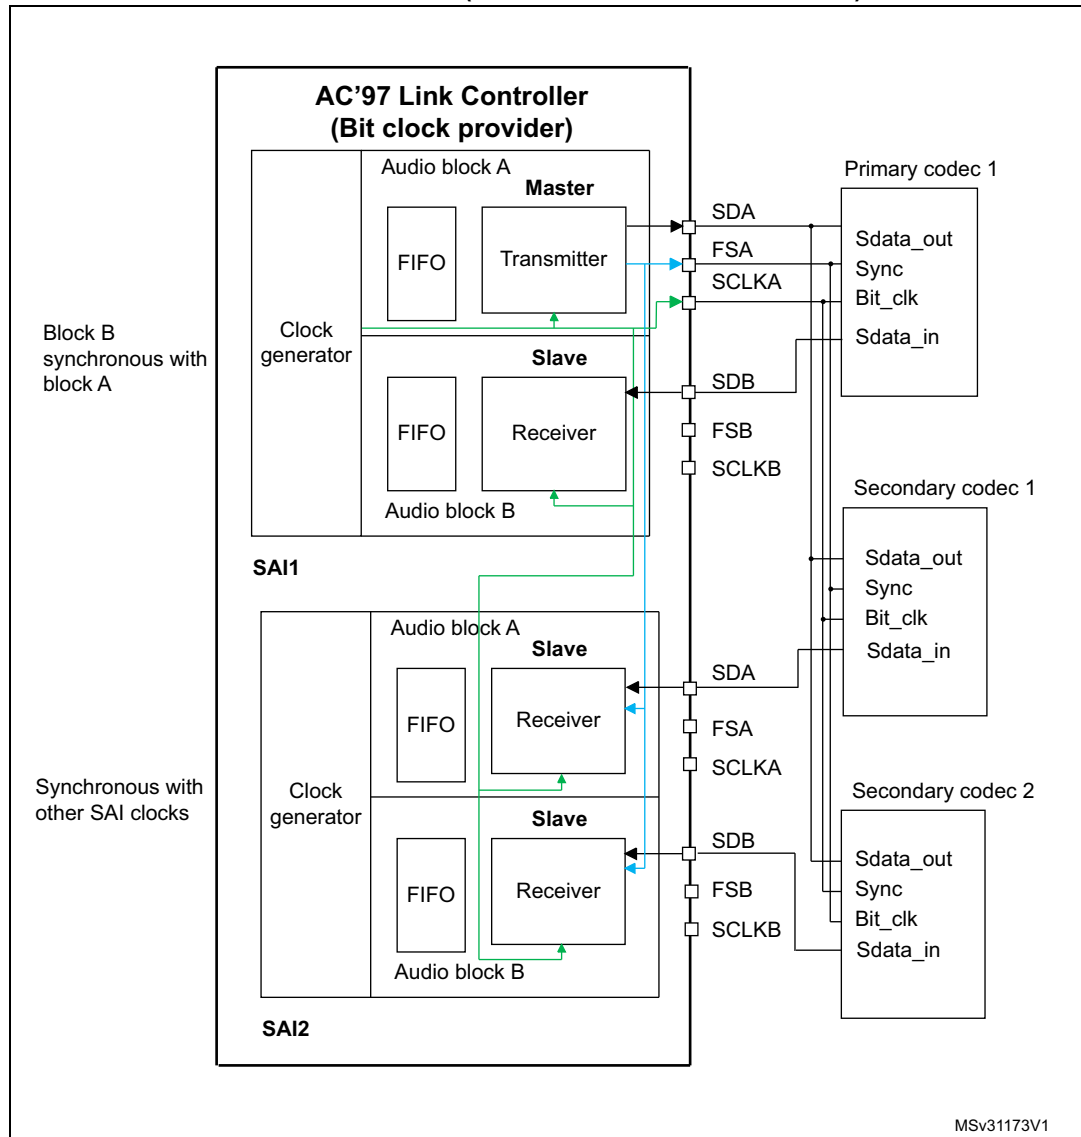 AC’97 Link Controller
(Bit clock provider)
Audio block A
Master
FIFO
Transmitter
Clock
generator
Slave
FIFO
Receiver
Audio block B
SAI1
Block B
synchronous with
block A
SDA
FSA
SCLKA
SDB
FSB
SCLKB
Primary codec 1
Sdata_out
Sync
Bit_clk
Sdata_in
Secondary codec 1
Sdata_out
Sync
Bit_clk
Sdata_in
Audio block A
Slave
FIFO
Receiver
Clock
generator
Slave
FIFO
Receiver
Audio block B
SAI2
Synchronous with
other SAI clocks
SDA
FSA
SCLKA
SDB
FSB
SCLKB
Secondary codec 2
Sdata_out
Sync
Bit_clk
Sdata_in
MSv31173V1